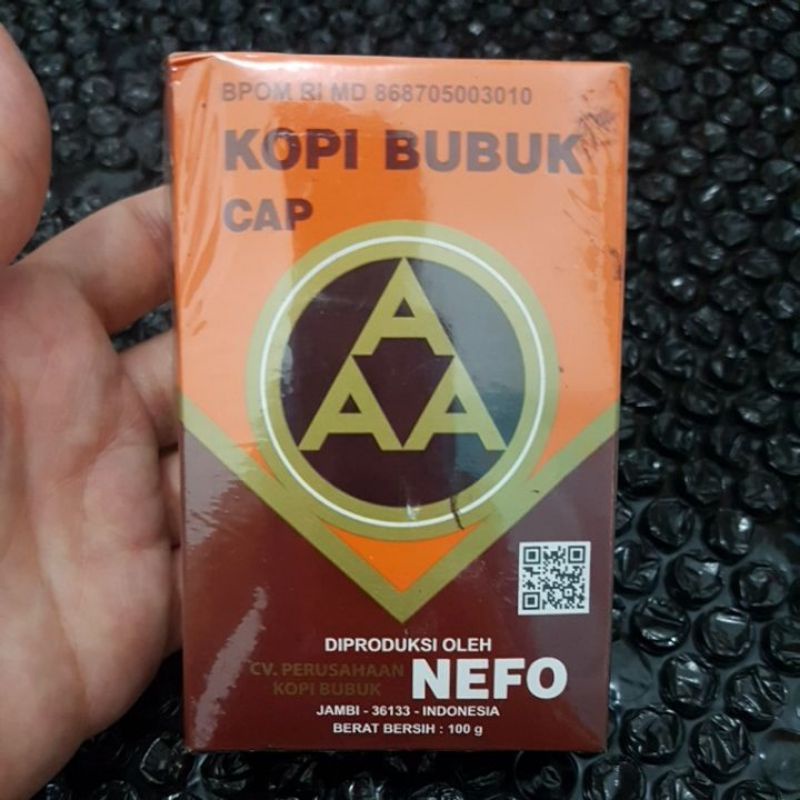 BPOM RI MD 868705003010
KOPI BUBUK
CAP
A
A A
DIPRODUKSI OLEH
CV. PERUSAHAAN
KOPI BUBUK
NEFO
JAMBI - 36133 - INDONESIA
BERAT BERSIH : 100 g